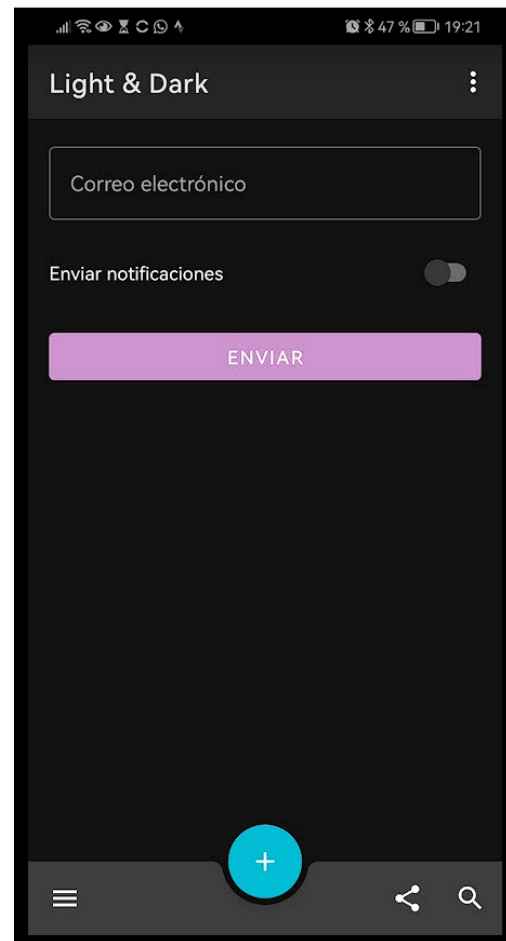 47 % 19:21
Light & Dark
Correo electrónico
Enviar notificaciones
ENVIAR